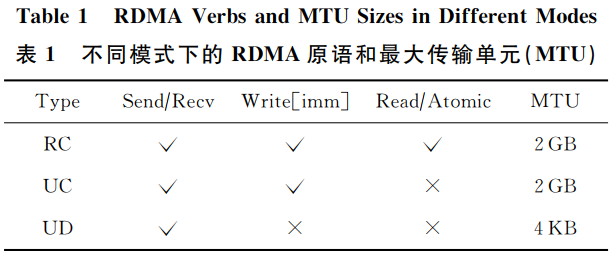 Table 1 RDMA Verbs and MTU Sizes in Different Modes
表 1 不同模式下的 RDMA 原语和最大传输单元(MTU)
Type Send/Recv Write[imm] Read/Atomic MTU
RC ✓ ✓ ✓ 2 GB
UC ✓ ✓ × 2 GB
UD ✓ × × 4 KB